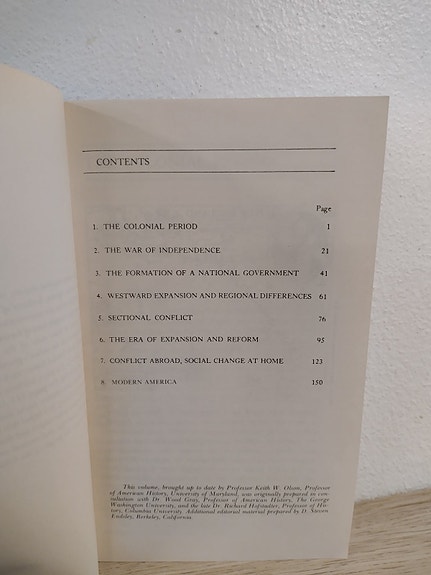 CONTENTS
Page
1. THE COLONIAL PERIOD 1
2. THE WAR OF INDEPENDENCE 21
3. THE FORMATION OF A NATIONAL GOVERNMENT 41
4. WESTWARD EXPANSION AND REGIONAL DIFFERENCES 61
5. SECTIONAL CONFLICT 76
6. THE ERA OF EXPANSION AND REFORM 95
7. CONFLICT ABROAD, SOCIAL CHANGE AT HOME 123
8. MODERN AMERICA 150
This volume, brought up to date by Professor Keith W. Olson, Professor
of American History, University of Maryland, was originally prepared in con-
sultation with Dr. Wood Gray, Professor of American History, The George
Washington University, and the late Dr. Richard Hofstadter, Professor of His-
tory, Columbia University. Additional editorial material prepared by D. Steven
Endsley, Berkeley, California.